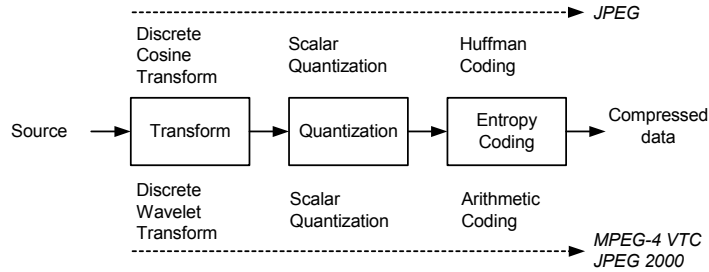 JPEG
Discrete
Cosine
Transform
Scalar
Quantization
Huffman
Coding
Source
Transform
Quantization
Entropy
Coding
Compressed
data
Discrete
Wavelet
Transform
Scalar
Quantization
Arithmetic
Coding
MPEG-4 VTC
JPEG 2000